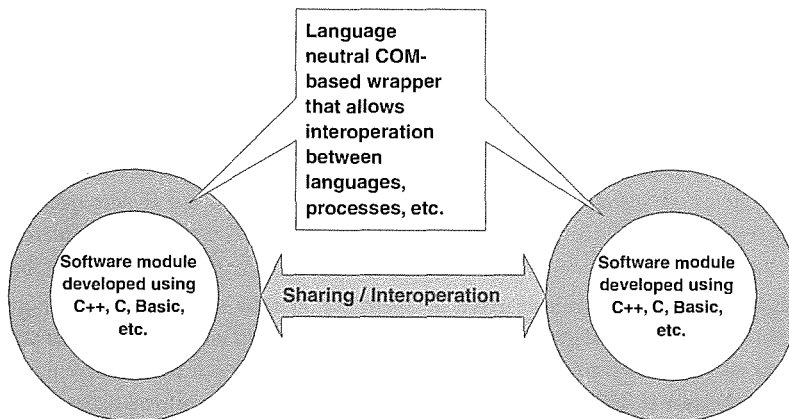 Language
neutral COM-
based wrapper
that allows
interoperation
between
languages,
processes, etc.
Software module
developed using
C++, C, Basic,
etc.
Sharing / Interoperation
Software module
developed using
C++, C, Basic,
etc.